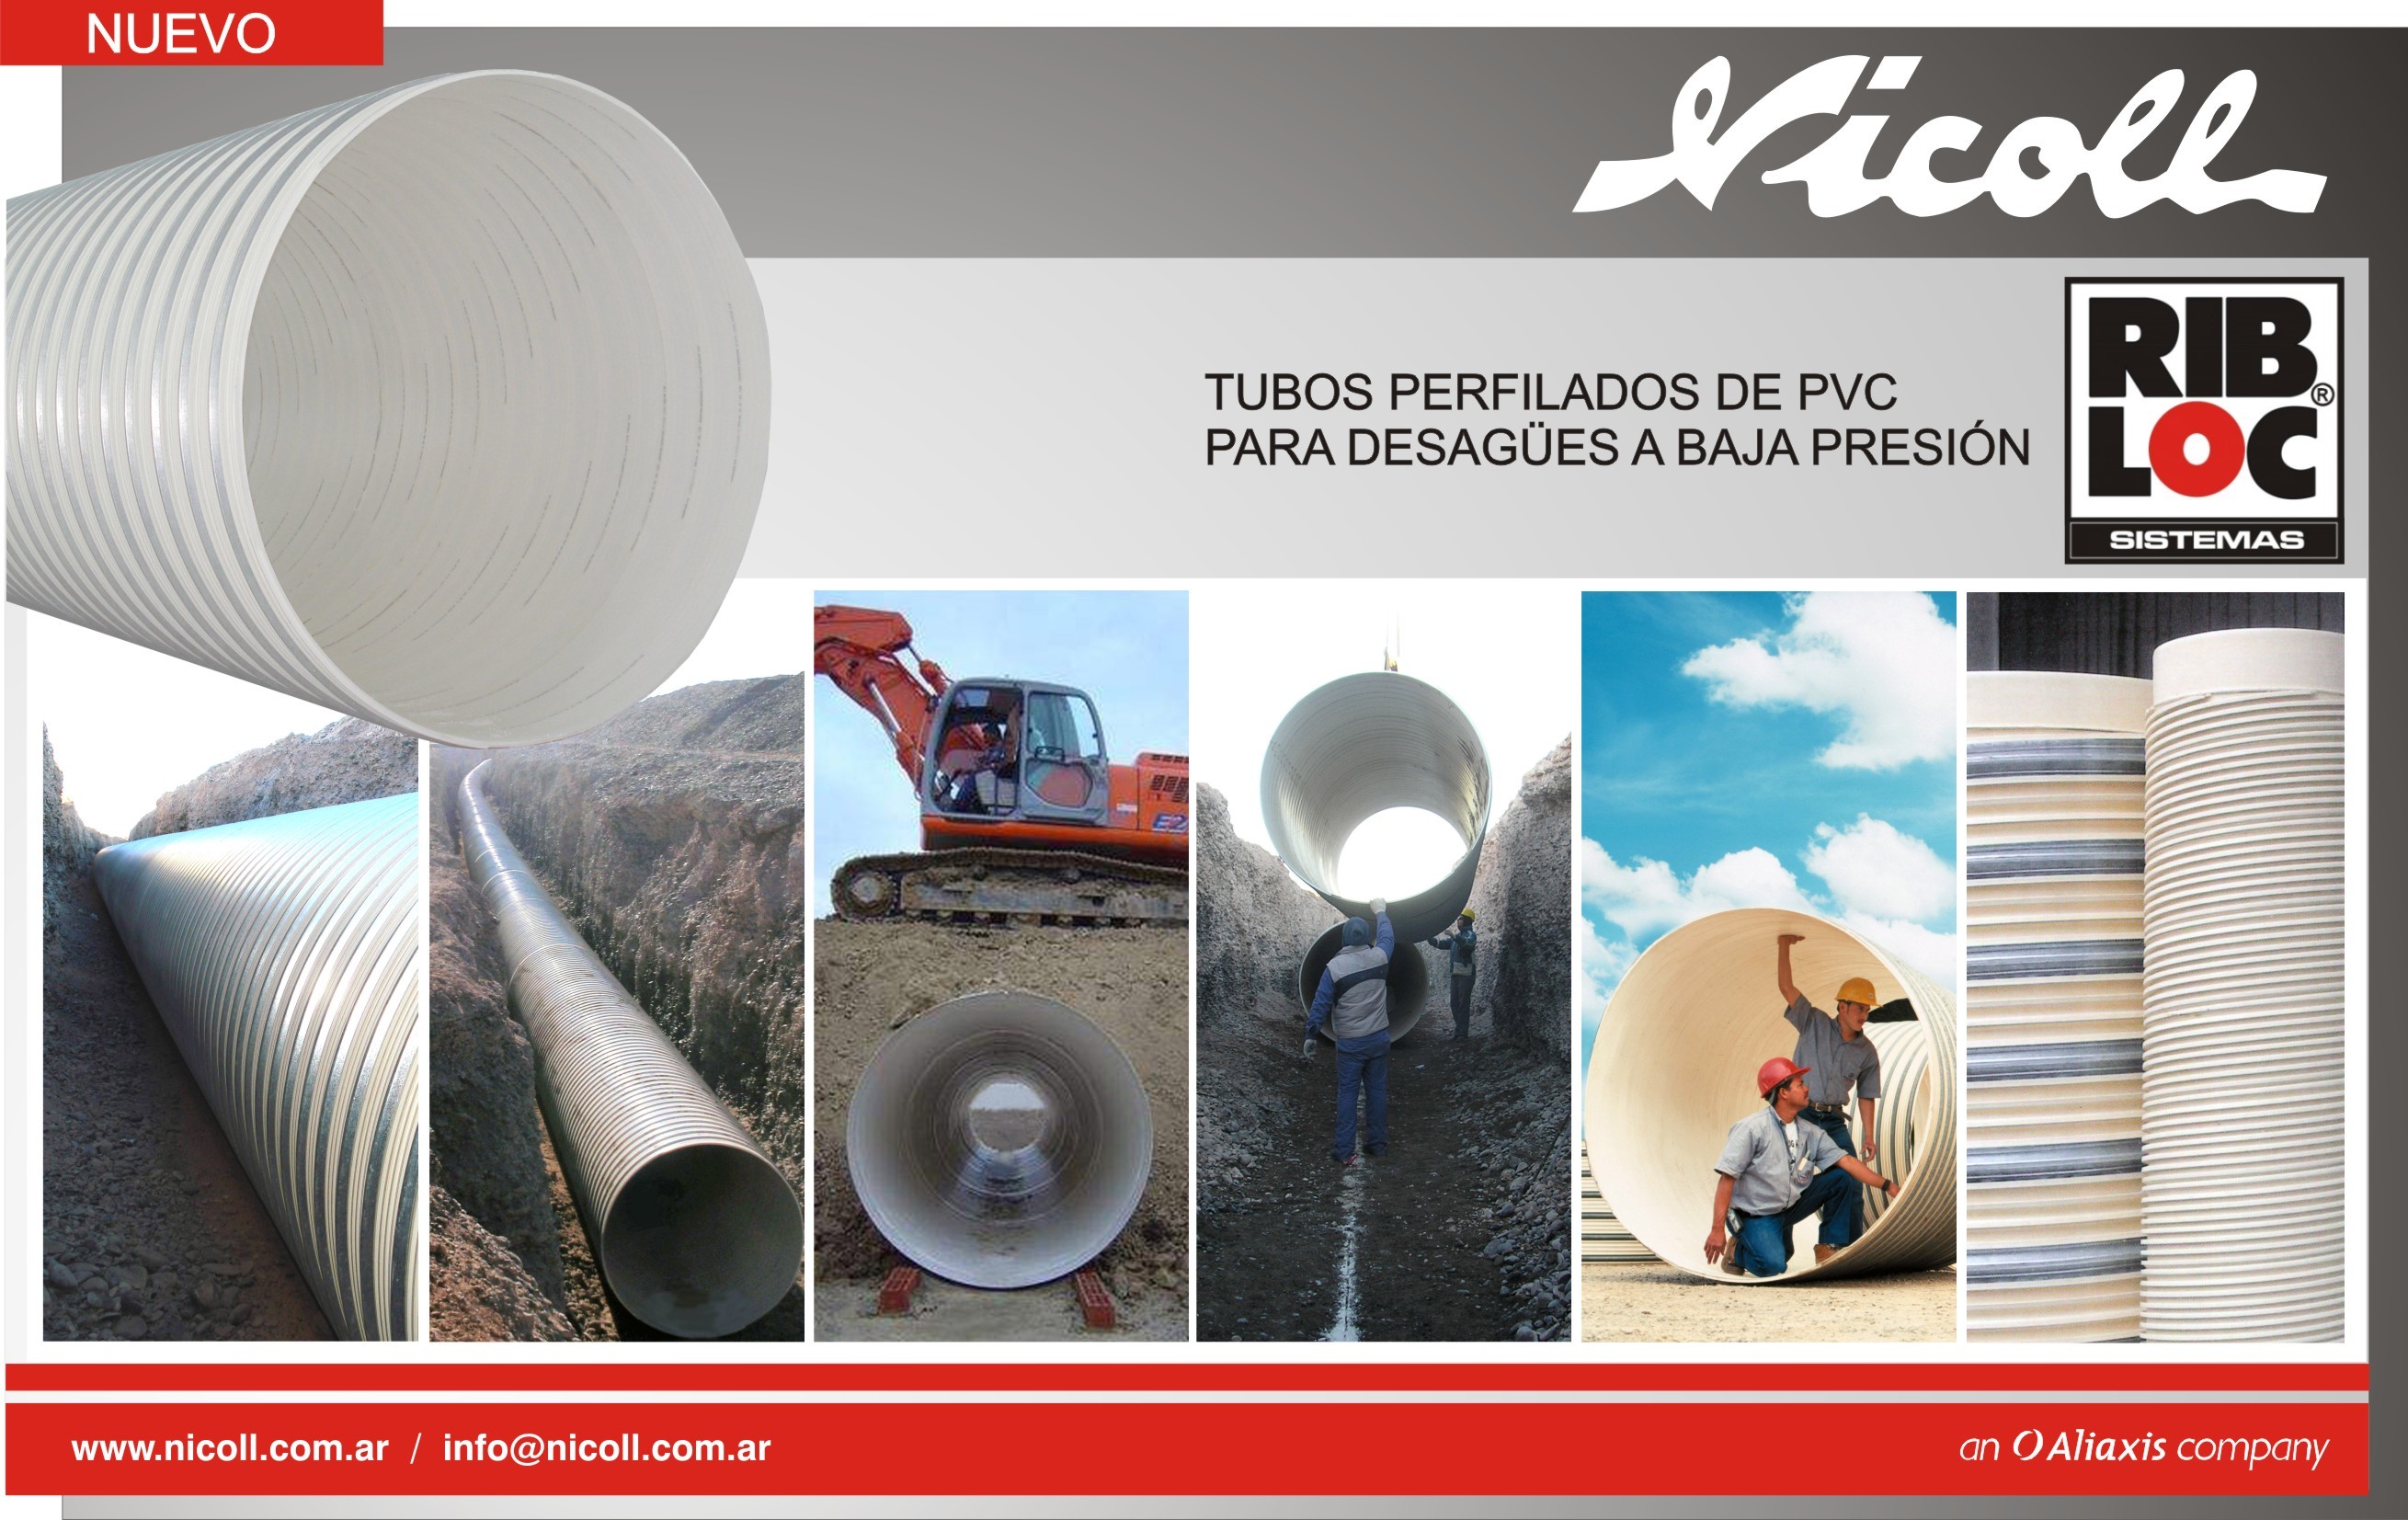 NUEVO
Nicoll
TUBOS PERFILADOS DE PVC
PARA DESAGÜES A BAJA PRESIÓN
RIB
LOC®
SISTEMAS
www.nicoll.com.ar / info@nicoll.com.ar
an Aliaxis company